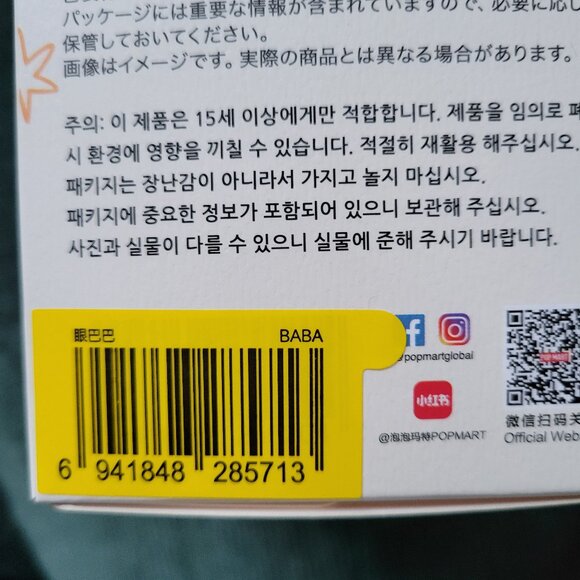 パッケージには重要な情報が含まれていますので、必要に応じ
保管しておいてください。
画像はイメージです。実際の商品とは異なる場合があります。
주의: 이 제품은 15세 이상에게만 적합합니다. 제품을 임의로 폐
시 환경에 영향을 끼칠 수 있습니다. 적절히 재활용 해주십시오.
패키지는 장난감이 아니라서 가지고 놀지 마십시오.
패키지에 중요한 정보가 포함되어 있으니 보관해 주십시오.
사진과 실물이 다를 수 있으니 실물에 준해 주시기 바랍니다.
眼巴巴 BABA
6 941848 285713
popmartglobal
POP MART
小红书
@泡泡玛特POPMART
微信扫码关
Official Web